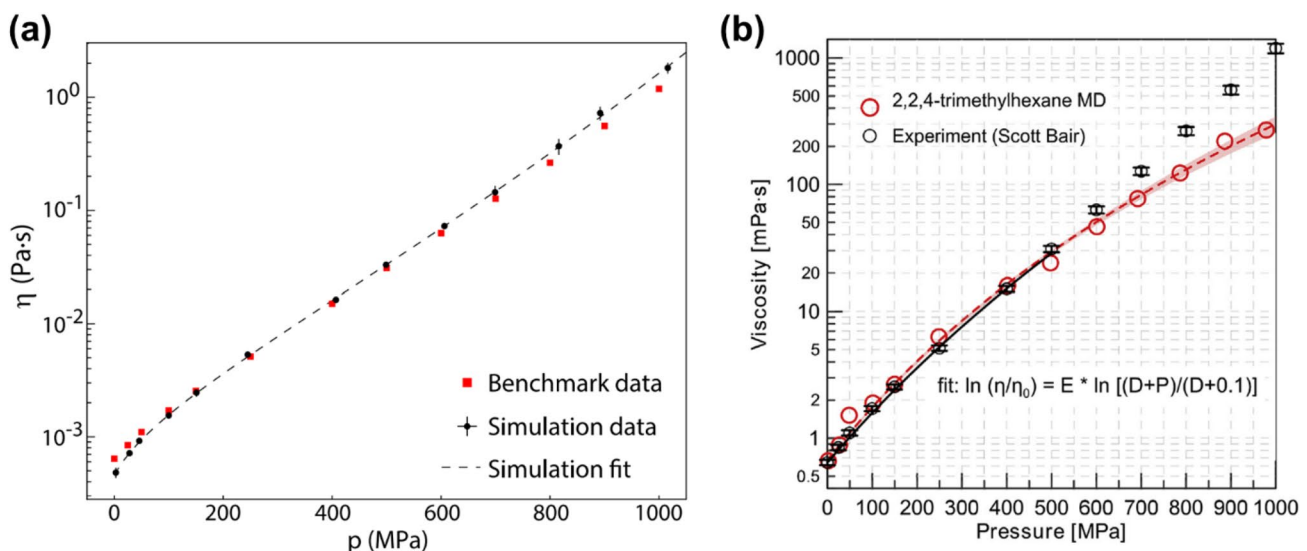 (a)
η (Pa·s)
10⁰
10⁻¹
10⁻²
10⁻³
Benchmark data
Simulation data
Simulation fit
0 200 400 600 800 1000
p (MPa)
(b)
Viscosity [mPa·s]
1000
500
200
100
50
20
10
5
2
1
0.5
2,2,4-trimethylhexane MD
Experiment (Scott Bair)
fit: ln (η/η₀) = E * ln [(D+P)/(D+0.1)]
0 100 200 300 400 500 600 700 800 900 1000
Pressure [MPa]